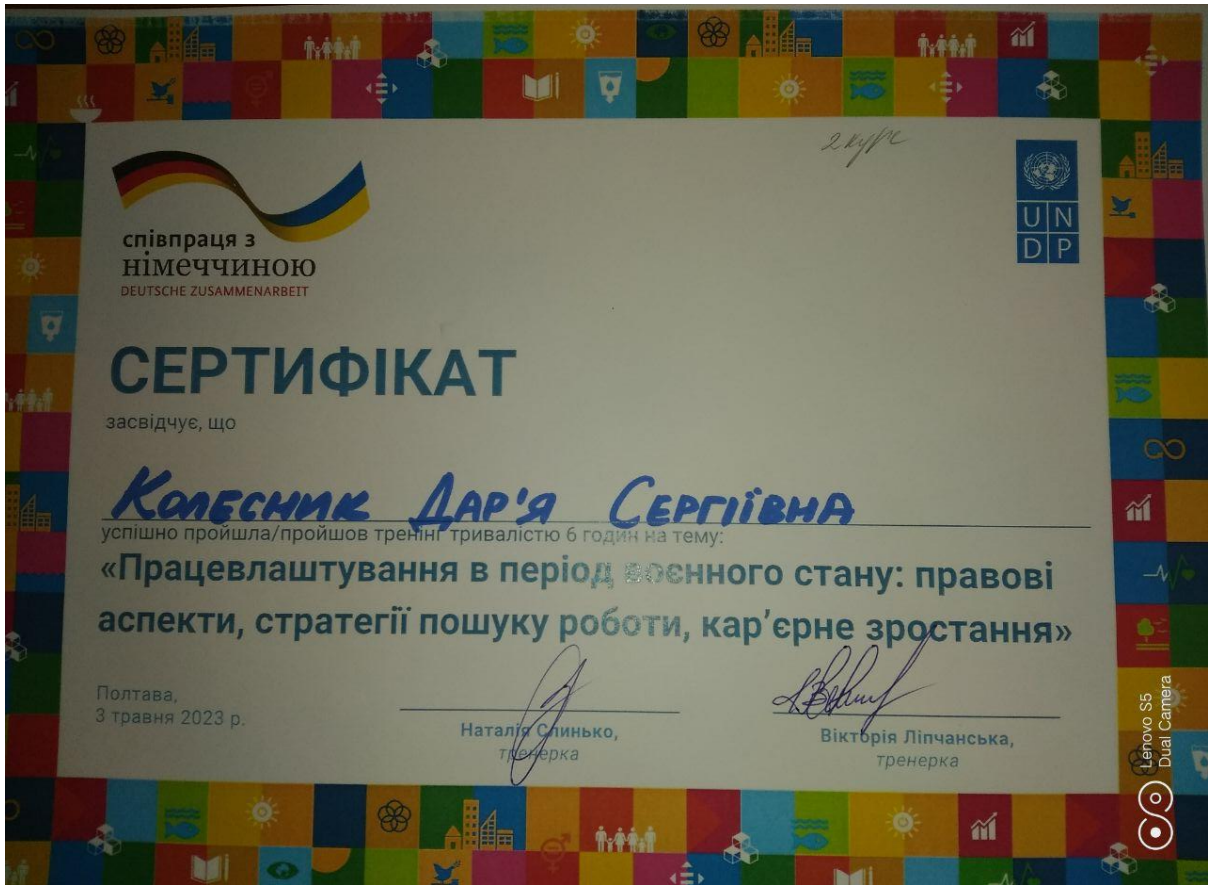 2 курс
співпраця з
німеччиною
DEUTSCHE ZUSAMMENARBEIT
U N
D P
СЕРТИФІКАТ
засвідчує, що
Колесник Дар'я Сергіївна
успішно пройшла/пройшов тренінг тривалістю 6 годин на тему:
«Працевлаштування в період воєнного стану: правові
аспекти, стратегії пошуку роботи, кар’єрне зростання»
Полтава,
3 травня 2023 р.
Наталія Слинько,
тренерка
Вікторія Ліпчанська,
тренерка
Lenovo S5
Dual Camera